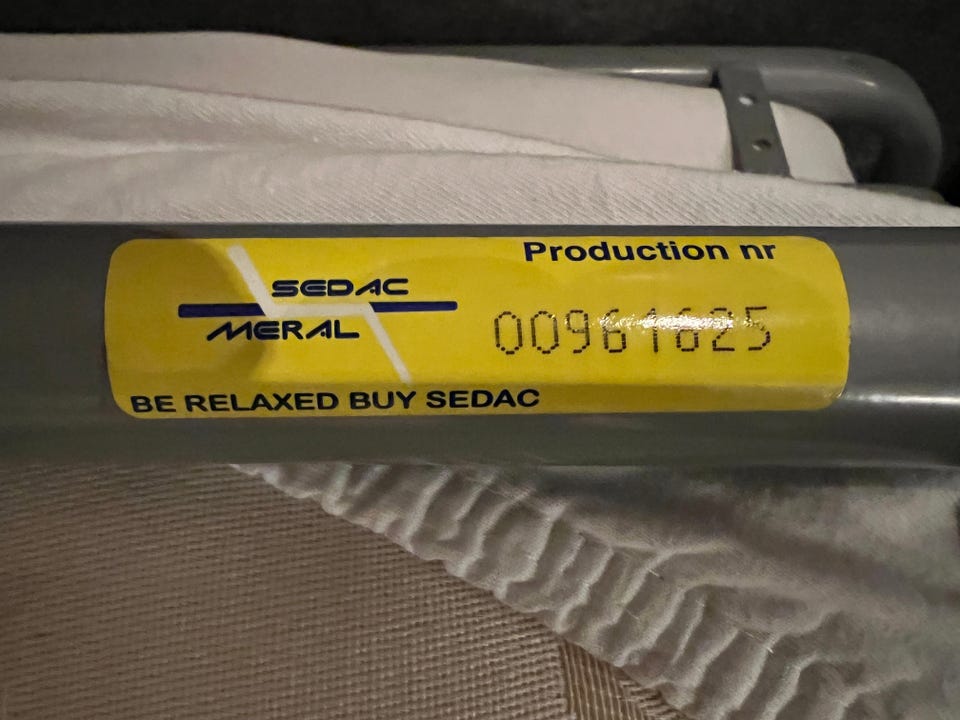 Production nr
SEDAC
MERAL
00961625
BE RELAXED BUY SEDAC